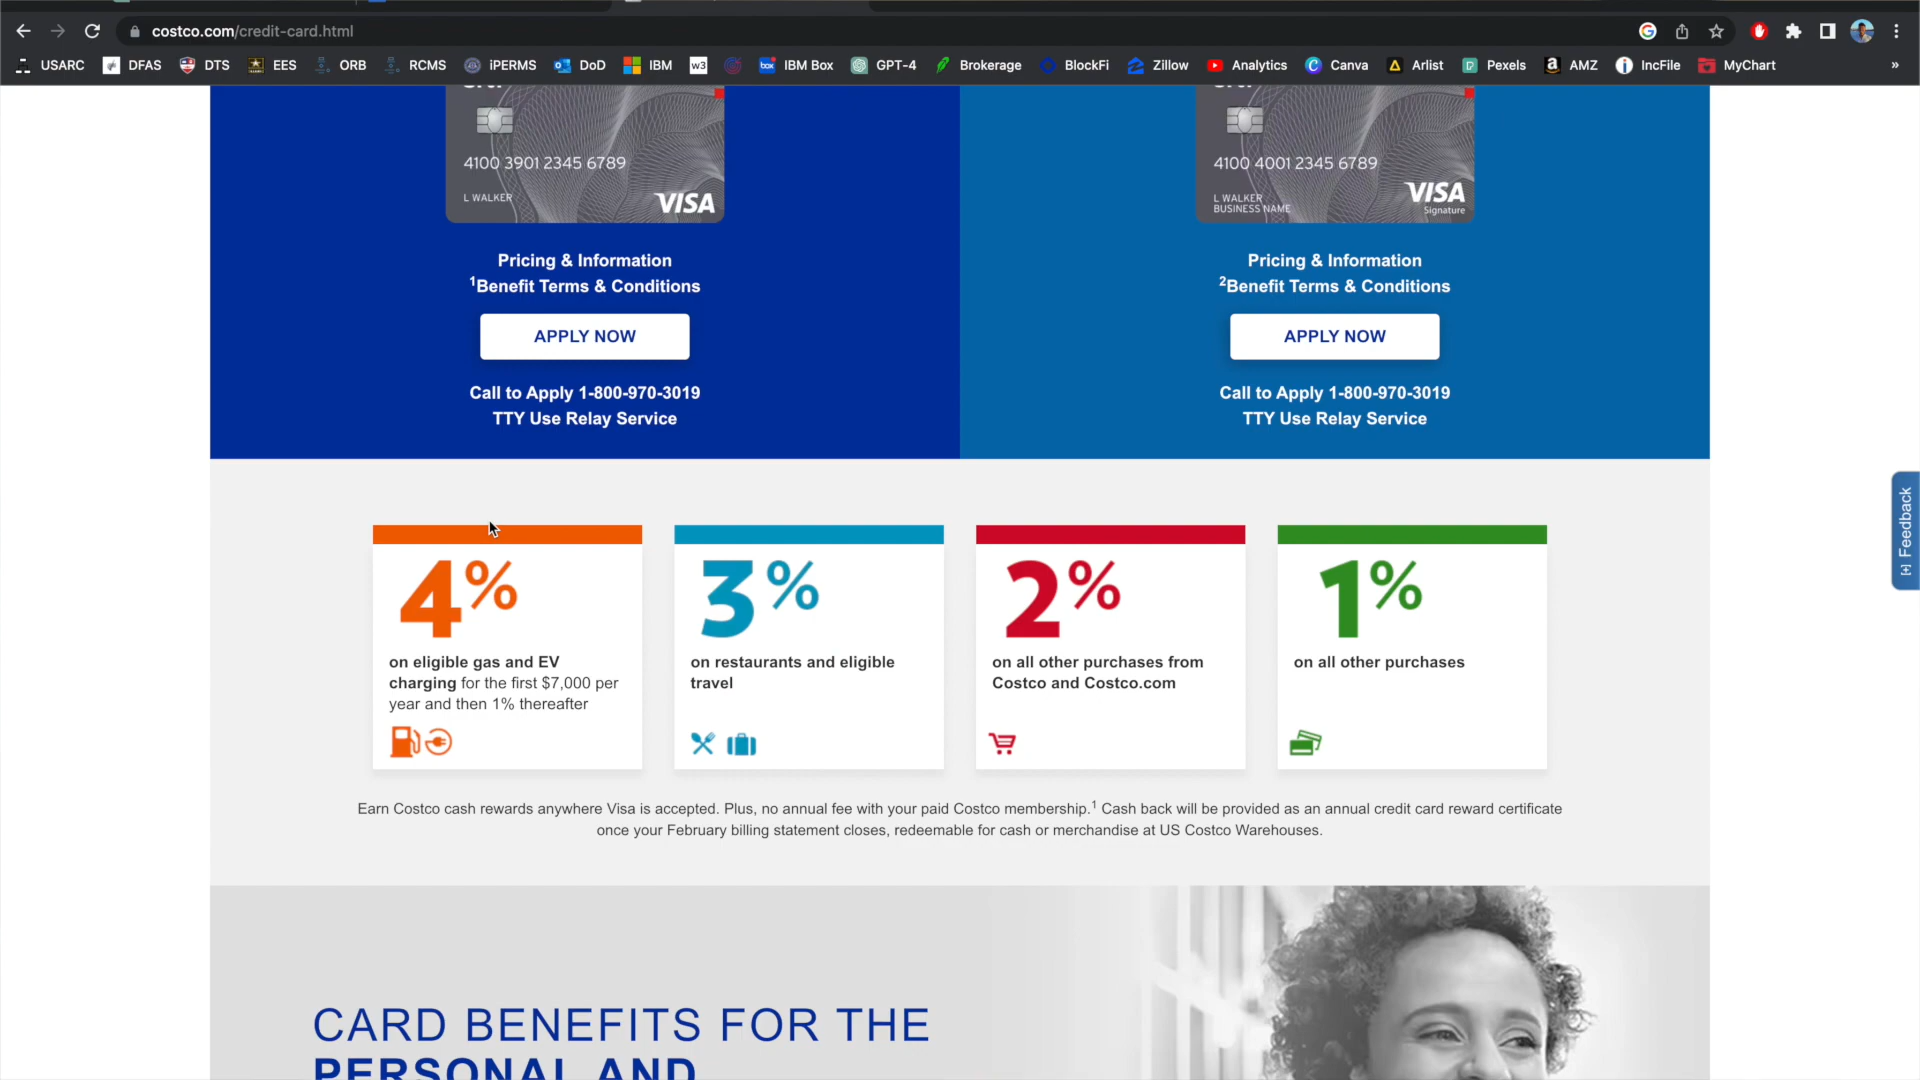 costco.com/credit-card.html
USARC DFAS DTS EES ORB RCMS iPERMS DoD IBM w3 box IBM Box GPT-4 Brokerage BlockFi Zillow Analytics Canva Arlist Pexels AMZ IncFile MyChart »
4100 3901 2345 6789
L WALKER
VISA
4100 4001 2345 6789
L WALKER
BUSINESS NAME
VISA
Signature
Pricing & Information
1Benefit Terms & Conditions
APPLY NOW
Call to Apply 1-800-970-3019
TTY Use Relay Service
Pricing & Information
2Benefit Terms & Conditions
APPLY NOW
Call to Apply 1-800-970-3019
TTY Use Relay Service
[+] Feedback
4%
on eligible gas and EV
charging for the first $7,000 per
year and then 1% thereafter
3%
on restaurants and eligible
travel
2%
on all other purchases from
Costco and Costco.com
1%
on all other purchases
Earn Costco cash rewards anywhere Visa is accepted. Plus, no annual fee with your paid Costco membership.1 Cash back will be provided as an annual credit card reward certificate
once your February billing statement closes, redeemable for cash or merchandise at US Costco Warehouses.
CARD BENEFITS FOR THE
PERSONAL AND